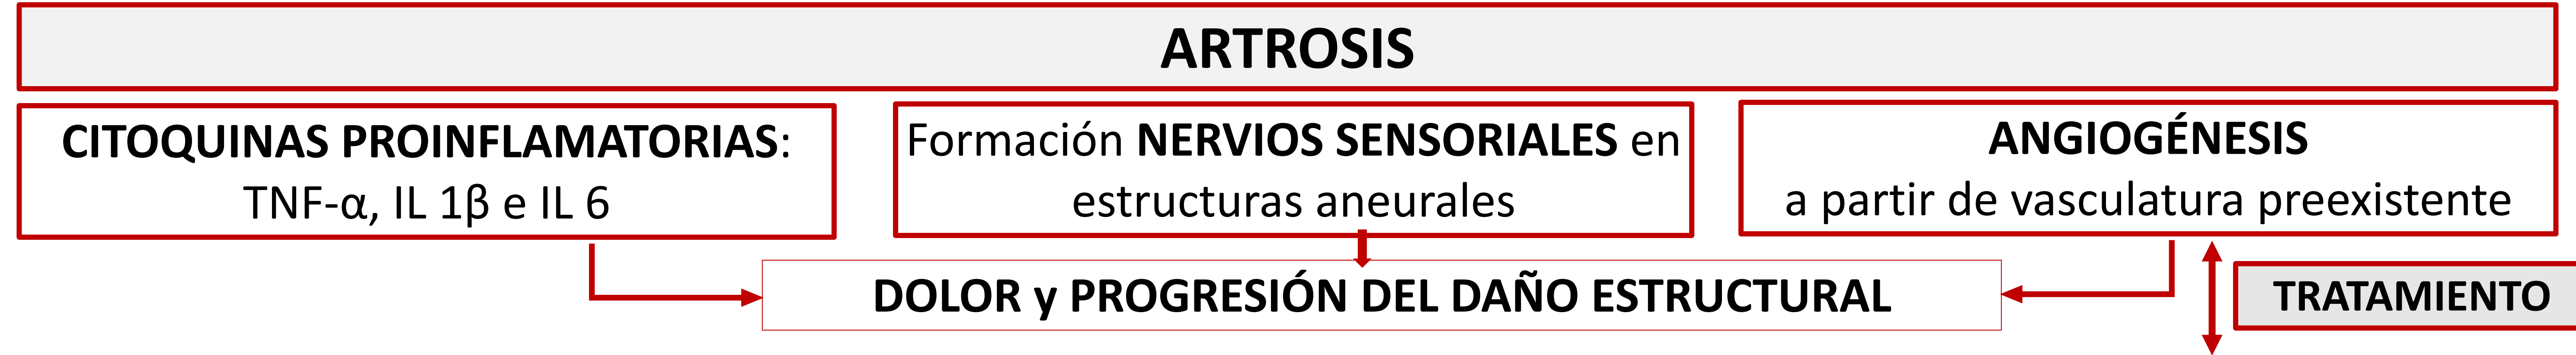 ARTROSIS
CITOQUINAS PROINFLAMATORIAS:
TNF-α, IL 1β e IL 6
Formación NERVIOS SENSORIALES en
estructuras aneurales
ANGIOGÉNESIS
a partir de vasculatura preexistente
DOLOR y PROGRESIÓN DEL DAÑO ESTRUCTURAL
TRATAMIENTO